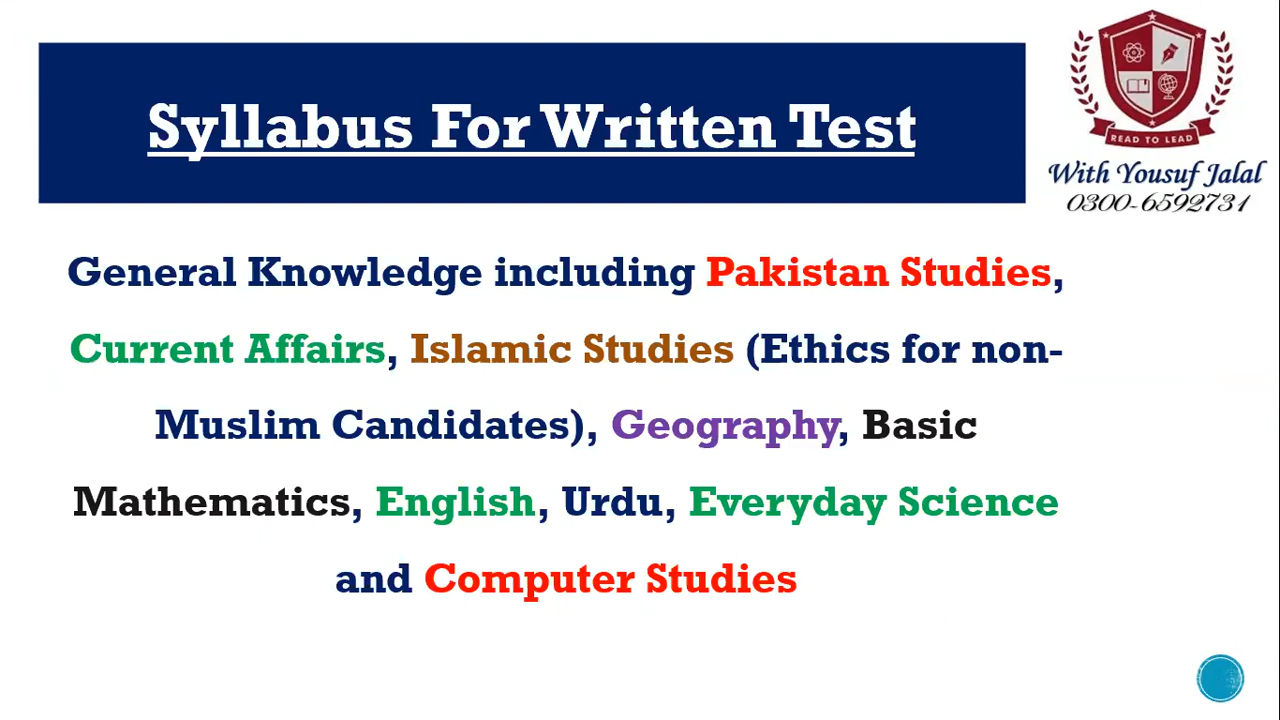 Syllabus For Written Test
READ TO LEAD
With Yousuf Jalal
0300-6592731
General Knowledge including Pakistan Studies,
Current Affairs, Islamic Studies (Ethics for non-
Muslim Candidates), Geography, Basic
Mathematics, English, Urdu, Everyday Science
and Computer Studies